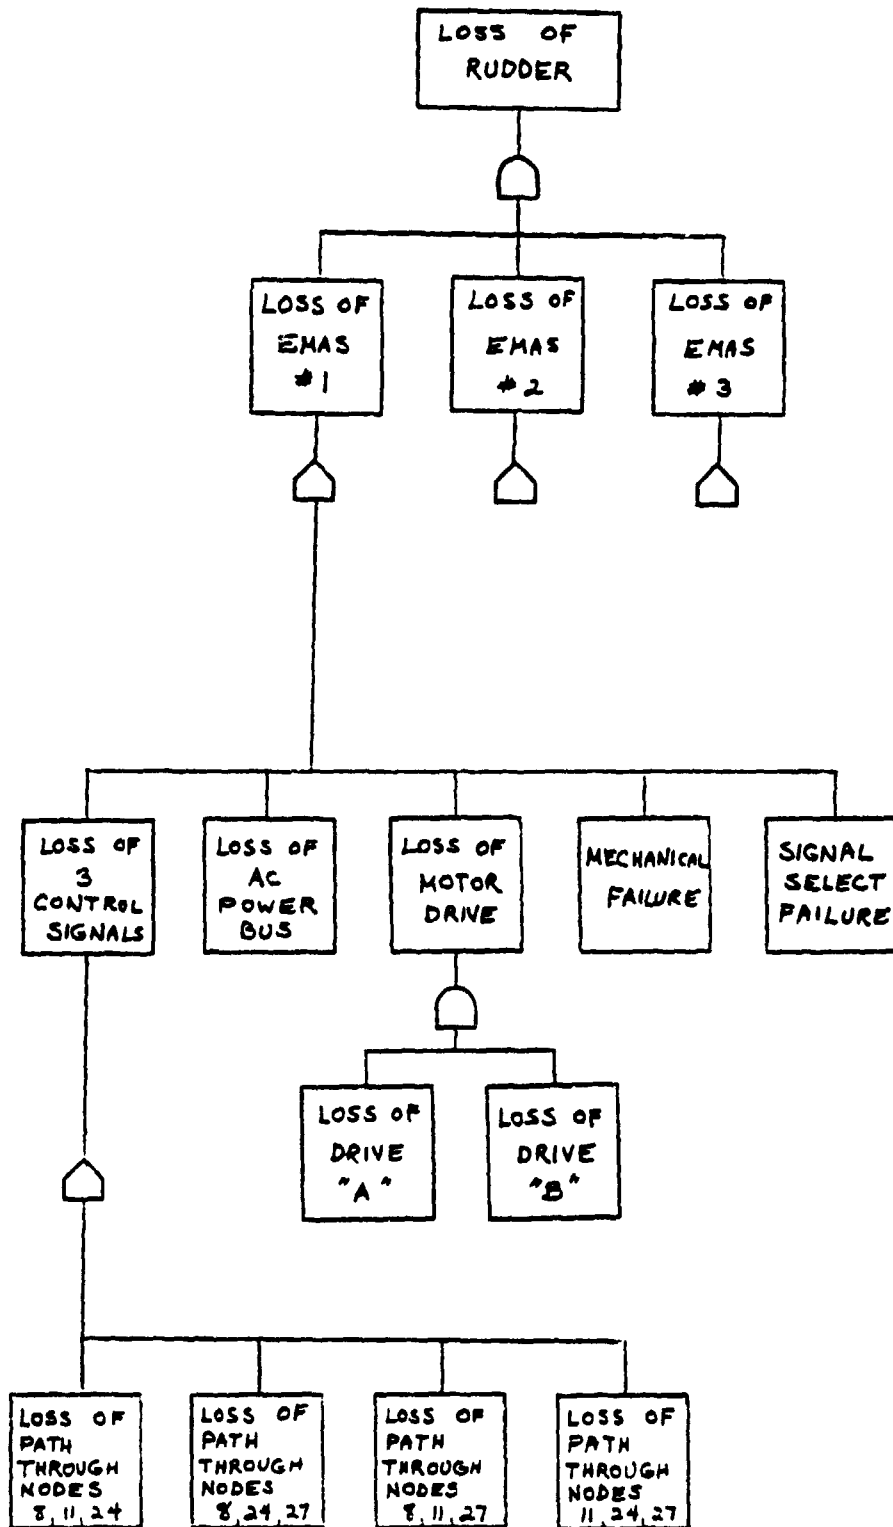 LOSS OF
RUDDER
LOSS OF
EMAS
#1
LOSS OF
EMAS
#2
LOSS OF
EMAS
#3
LOSS OF
3
CONTROL
SIGNALS
LOSS OF
AC
POWER
BUS
LOSS OF
MOTOR
DRIVE
MECHANICAL
FAILURE
SIGNAL
SELECT
FAILURE
LOSS OF
DRIVE
"A"
LOSS OF
DRIVE
"B"
LOSS OF
PATH
THROUGH
NODES
8,11,24
LOSS OF
PATH
THROUGH
NODES
8,24,27
LOSS OF
PATH
THROUGH
NODES
8,11,27
LOSS OF
PATH
THROUGH
NODES
11,24,27